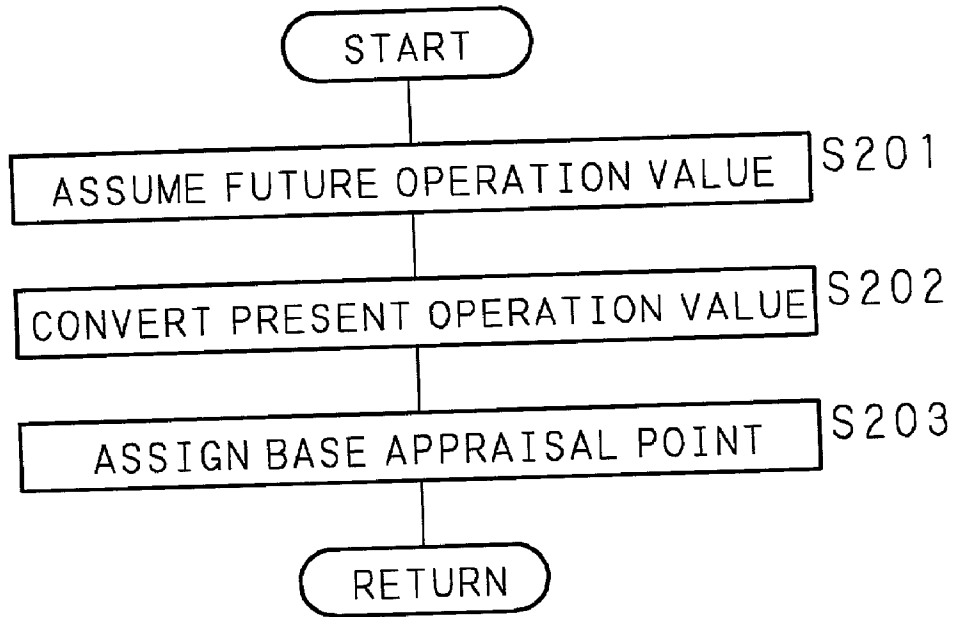 START
ASSUME FUTURE OPERATION VALUE S201
CONVERT PRESENT OPERATION VALUE S202
ASSIGN BASE APPRAISAL POINT S203
RETURN